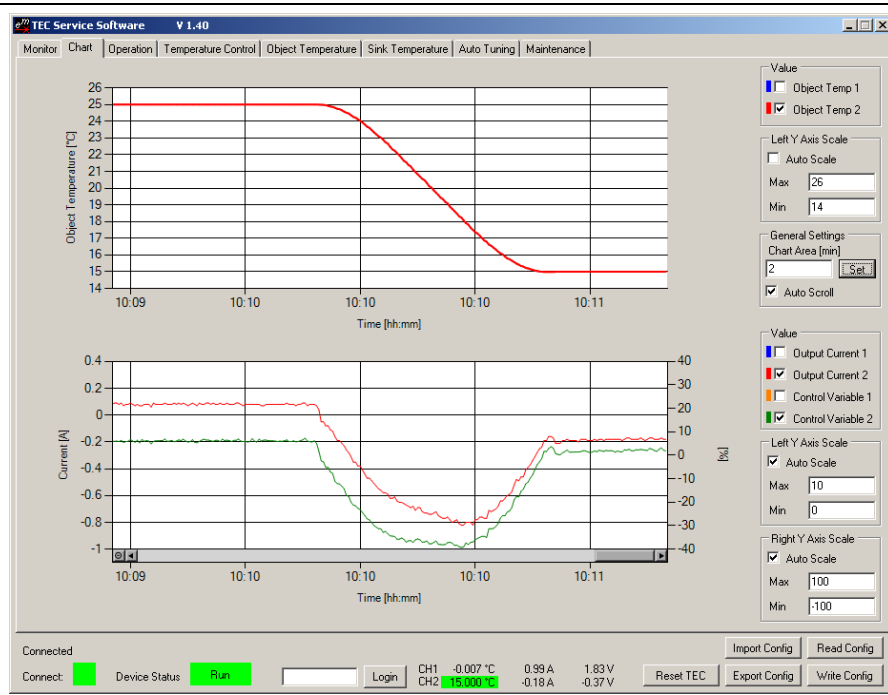 TEC Service Software V 1.40
Monitor Chart Operation Temperature Control Object Temperature Sink Temperature Auto Tuning Maintenance
Object Temperature [°C]
26
25
24
23
22
21
20
19
18
17
16
15
14
10:09 10:10 10:10 10:10 10:11
Time [hh:mm]
Value
Object Temp 1
Object Temp 2
Left Y Axis Scale
Auto Scale
Max 26
Min 14
General Settings
Chart Area [min]
2 Set
Auto Scroll
Current [A]
0.4
0.2
0
-0.2
-0.4
-0.6
-0.8
-1
40
30
20
10
0
-10
-20
-30
-40
[%]
10:09 10:10 10:10 10:10 10:11
Time [hh:mm]
Value
Output Current 1
Output Current 2
Control Variable 1
Control Variable 2
Left Y Axis Scale
Auto Scale
Max 10
Min 0
Right Y Axis Scale
Auto Scale
Max 100
Min -100
Connected
Connect: Device Status Run Login
CH1 -0.007 °C 0.99 A 1.83 V
CH2 15.000 °C -0.18 A -0.37 V
Reset TEC
Import Config Read Config
Export Config Write Config